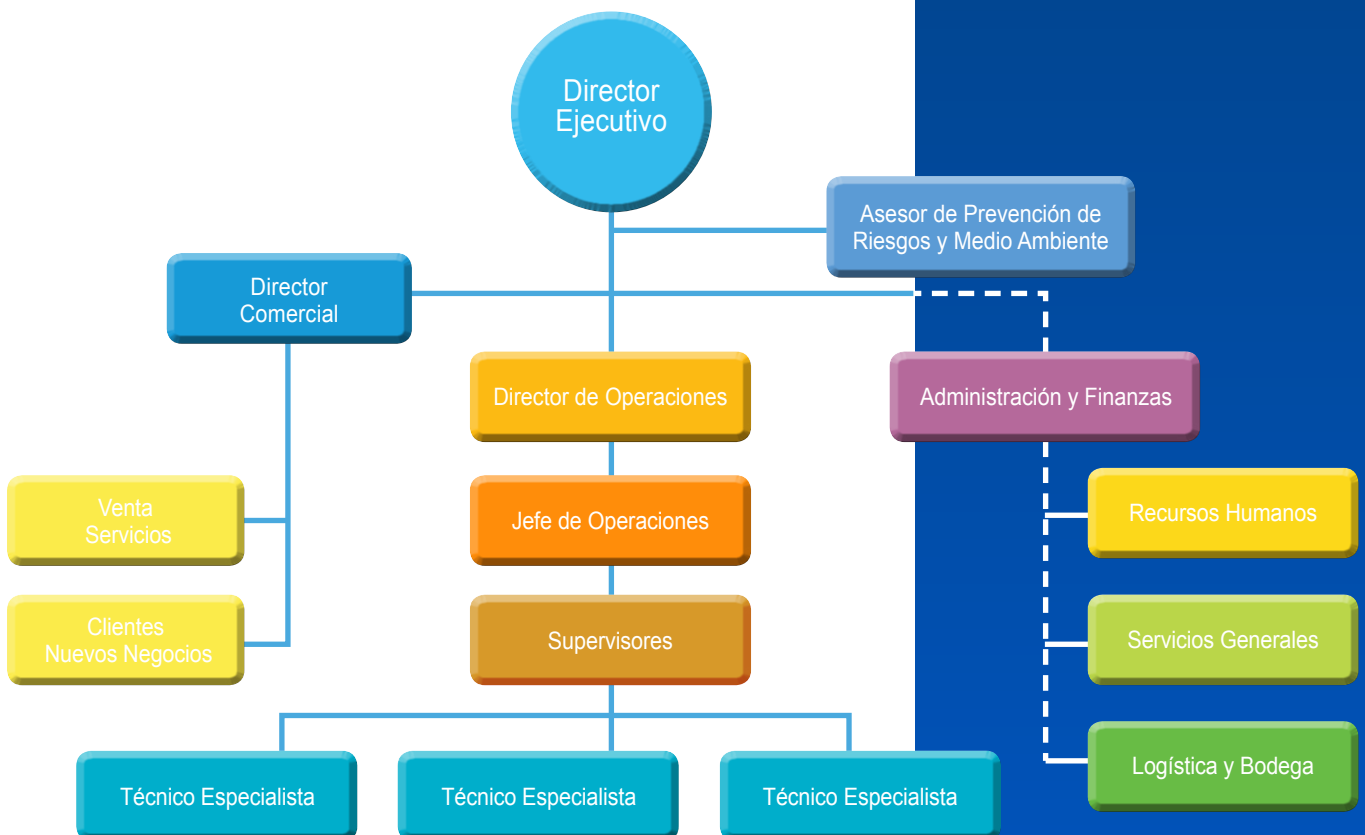 Director
Ejecutivo
Asesor de Prevención de
Riesgos y Medio Ambiente
Director
Comercial
Director de Operaciones
Administración y Finanzas
Venta
Servicios
Jefe de Operaciones
Recursos Humanos
Clientes
Nuevos Negocios
Supervisores
Servicios Generales
Técnico Especialista
Técnico Especialista
Técnico Especialista
Logística y Bodega